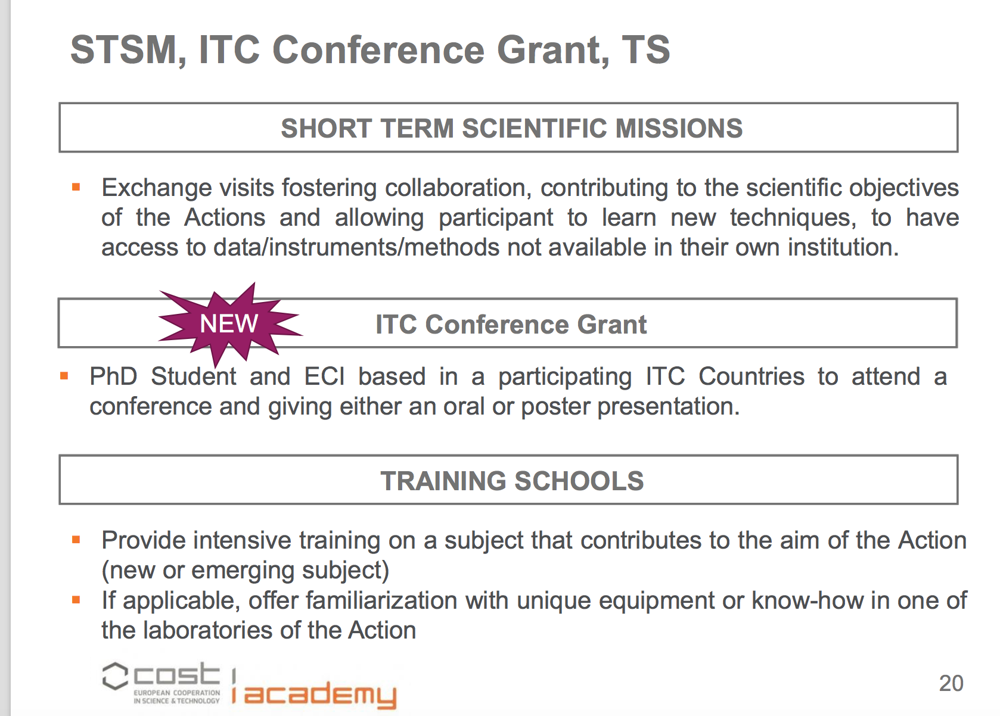 STSM, ITC Conference Grant, TS
SHORT TERM SCIENTIFIC MISSIONS
▪ Exchange visits fostering collaboration, contributing to the scientific objectives
of the Actions and allowing participant to learn new techniques, to have
access to data/instruments/methods not available in their own institution.
NEW
ITC Conference Grant
▪ PhD Student and ECI based in a participating ITC Countries to attend a
conference and giving either an oral or poster presentation.
TRAINING SCHOOLS
▪ Provide intensive training on a subject that contributes to the aim of the Action
(new or emerging subject)
▪ If applicable, offer familiarization with unique equipment or know-how in one of
the laboratories of the Action
cost
EUROPEAN COOPERATION
IN SCIENCE & TECHNOLOGY
academy
20